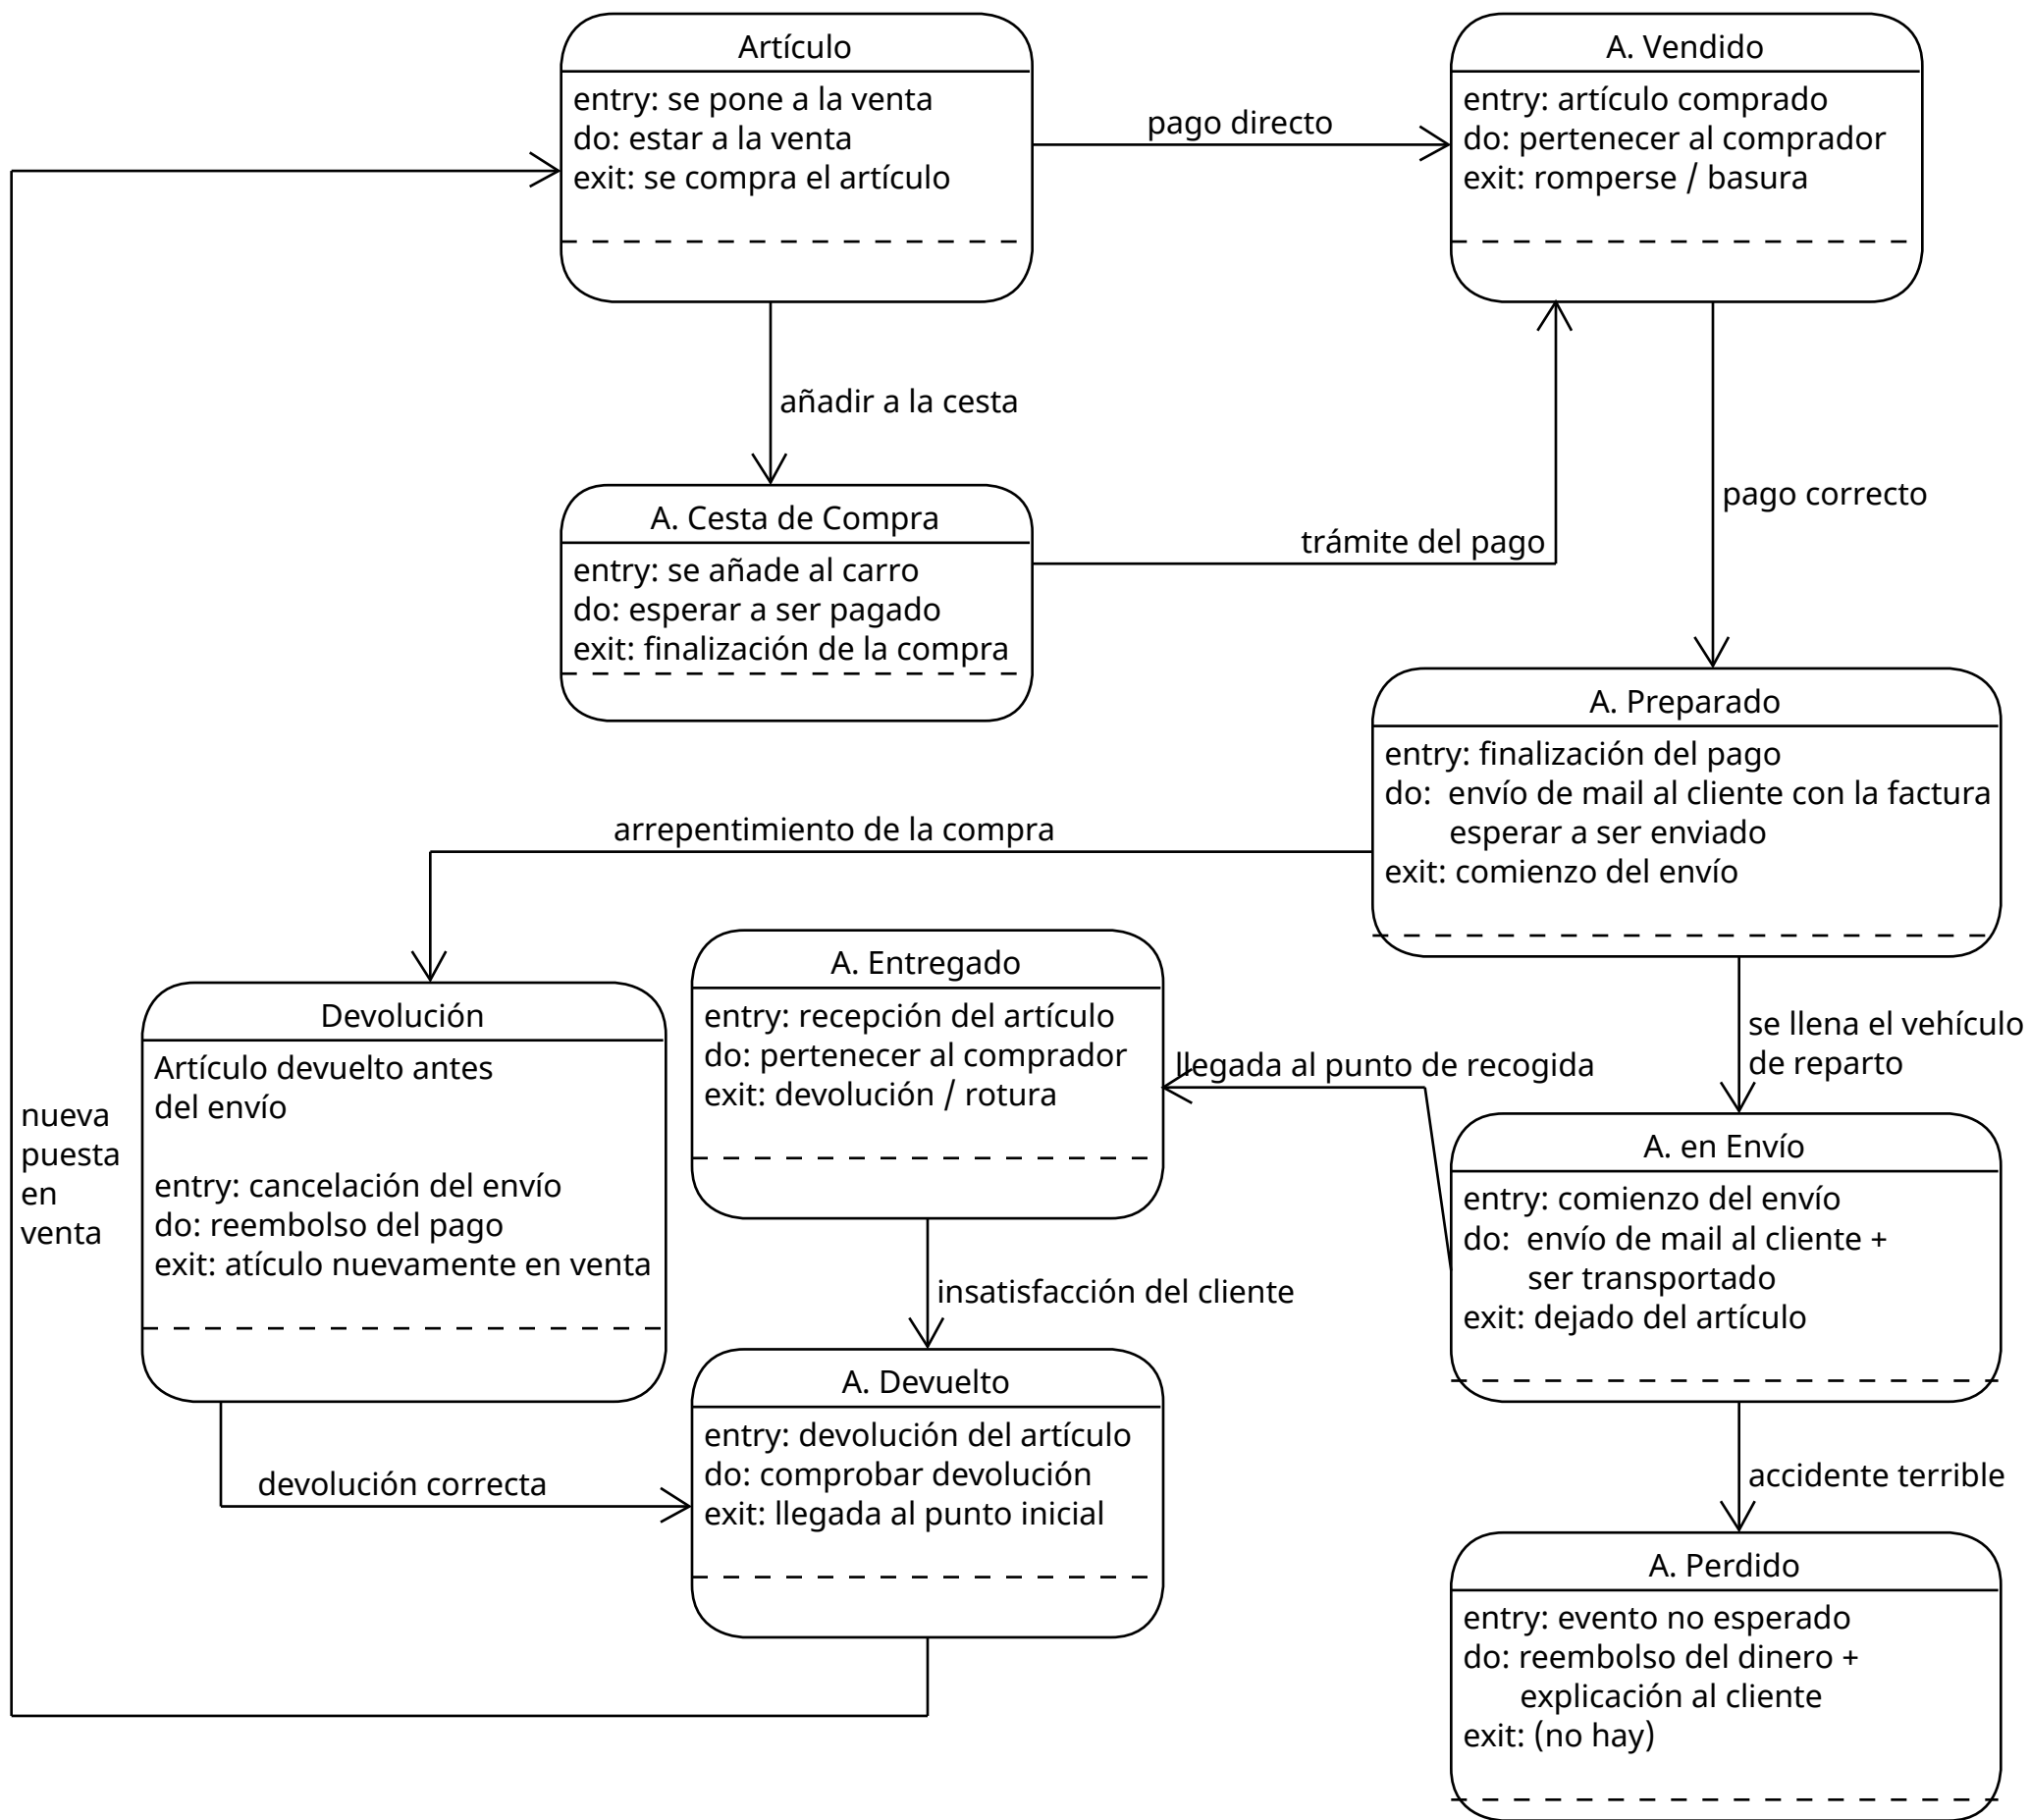 Artículo
entry: se pone a la venta
do: estar a la venta
exit: se compra el artículo
pago directo
A. Vendido
entry: artículo comprado
do: pertenecer al comprador
exit: romperse / basura
añadir a la cesta
pago correcto
A. Cesta de Compra
entry: se añade al carro
do: esperar a ser pagado
exit: finalización de la compra
trámite del pago
A. Preparado
entry: finalización del pago
do: envío de mail al cliente con la factura
esperar a ser enviado
exit: comienzo del envío
arrepentimiento de la compra
Devolución
Artículo devuelto antes
del envío
entry: cancelación del envío
do: reembolso del pago
exit: atículo nuevamente en venta
A. Entregado
entry: recepción del artículo
do: pertenecer al comprador
exit: devolución / rotura
llegada al punto de recogida
se llena el vehículo
de reparto
nueva
puesta
en
venta
A. en Envío
entry: comienzo del envío
do: envío de mail al cliente +
ser transportado
exit: dejado del artículo
insatisfacción del cliente
A. Devuelto
entry: devolución del artículo
do: comprobar devolución
exit: llegada al punto inicial
devolución correcta
accidente terrible
A. Perdido
entry: evento no esperado
do: reembolso del dinero +
explicación al cliente
exit: (no hay)